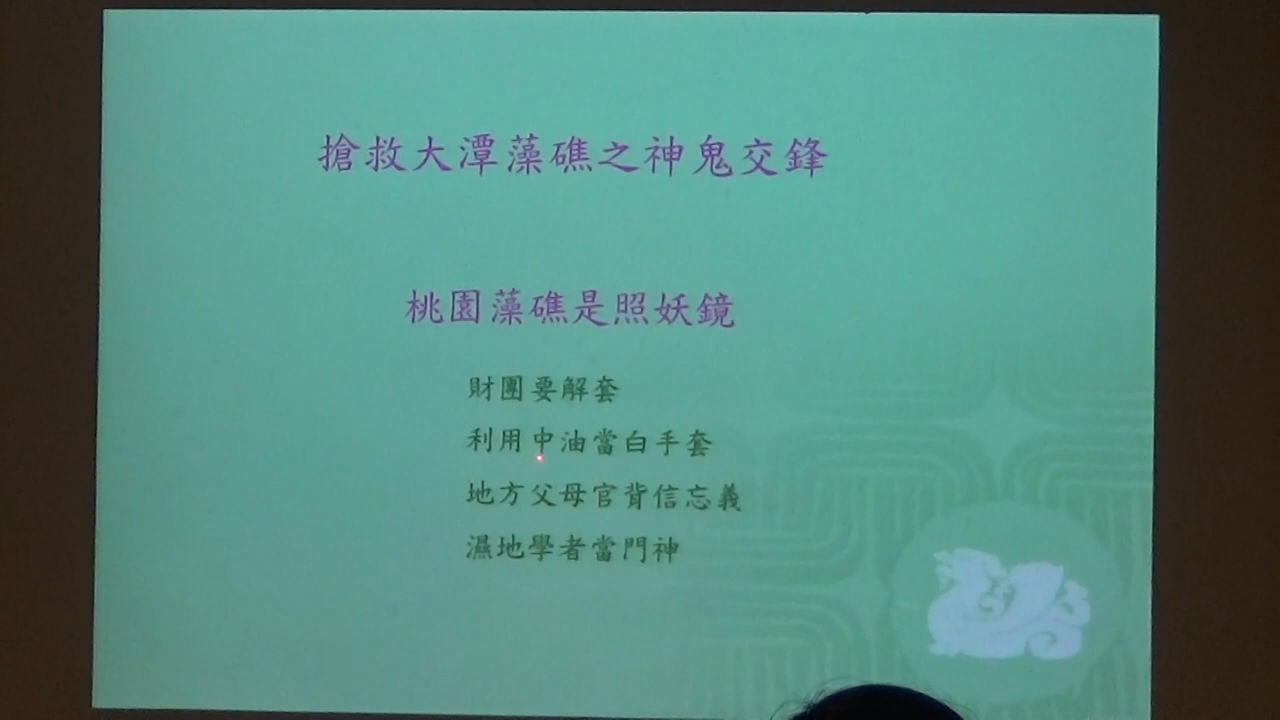 搶救大潭藻礁之神鬼交鋒
桃園藻礁是照妖鏡
財團要解套
利用中油當白手套
地方父母官背信忘義
濕地學者當門神